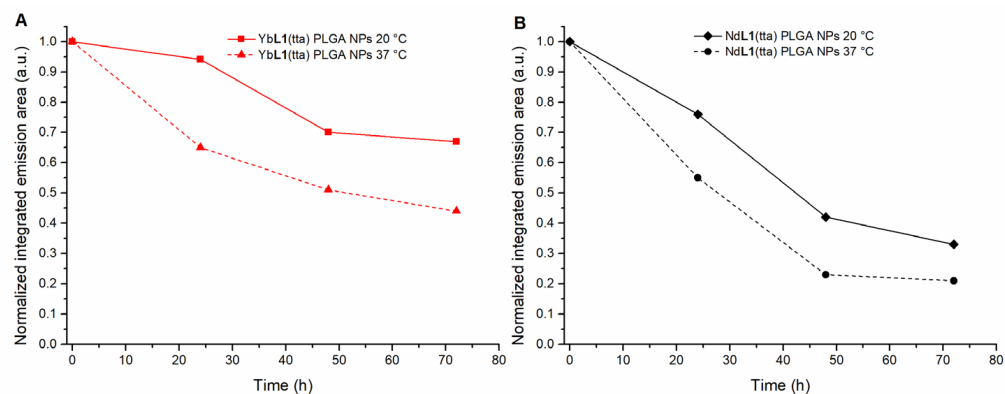 A
YbL1(tta) PLGA NPs 20 °C
YbL1(tta) PLGA NPs 37 °C
Normalized integrated emission area (a.u.)
1.0
0.9
0.8
0.7
0.6
0.5
0.4
0.3
0.2
0.1
0.0
0 10 20 30 40 50 60 70 80
Time (h)
B
NdL1(tta) PLGA NPs 20 °C
NdL1(tta) PLGA NPs 37 °C
Normalized integrated emission area (a.u.)
1.0
0.9
0.8
0.7
0.6
0.5
0.4
0.3
0.2
0.1
0.0
0 10 20 30 40 50 60 70 80
Time (h)